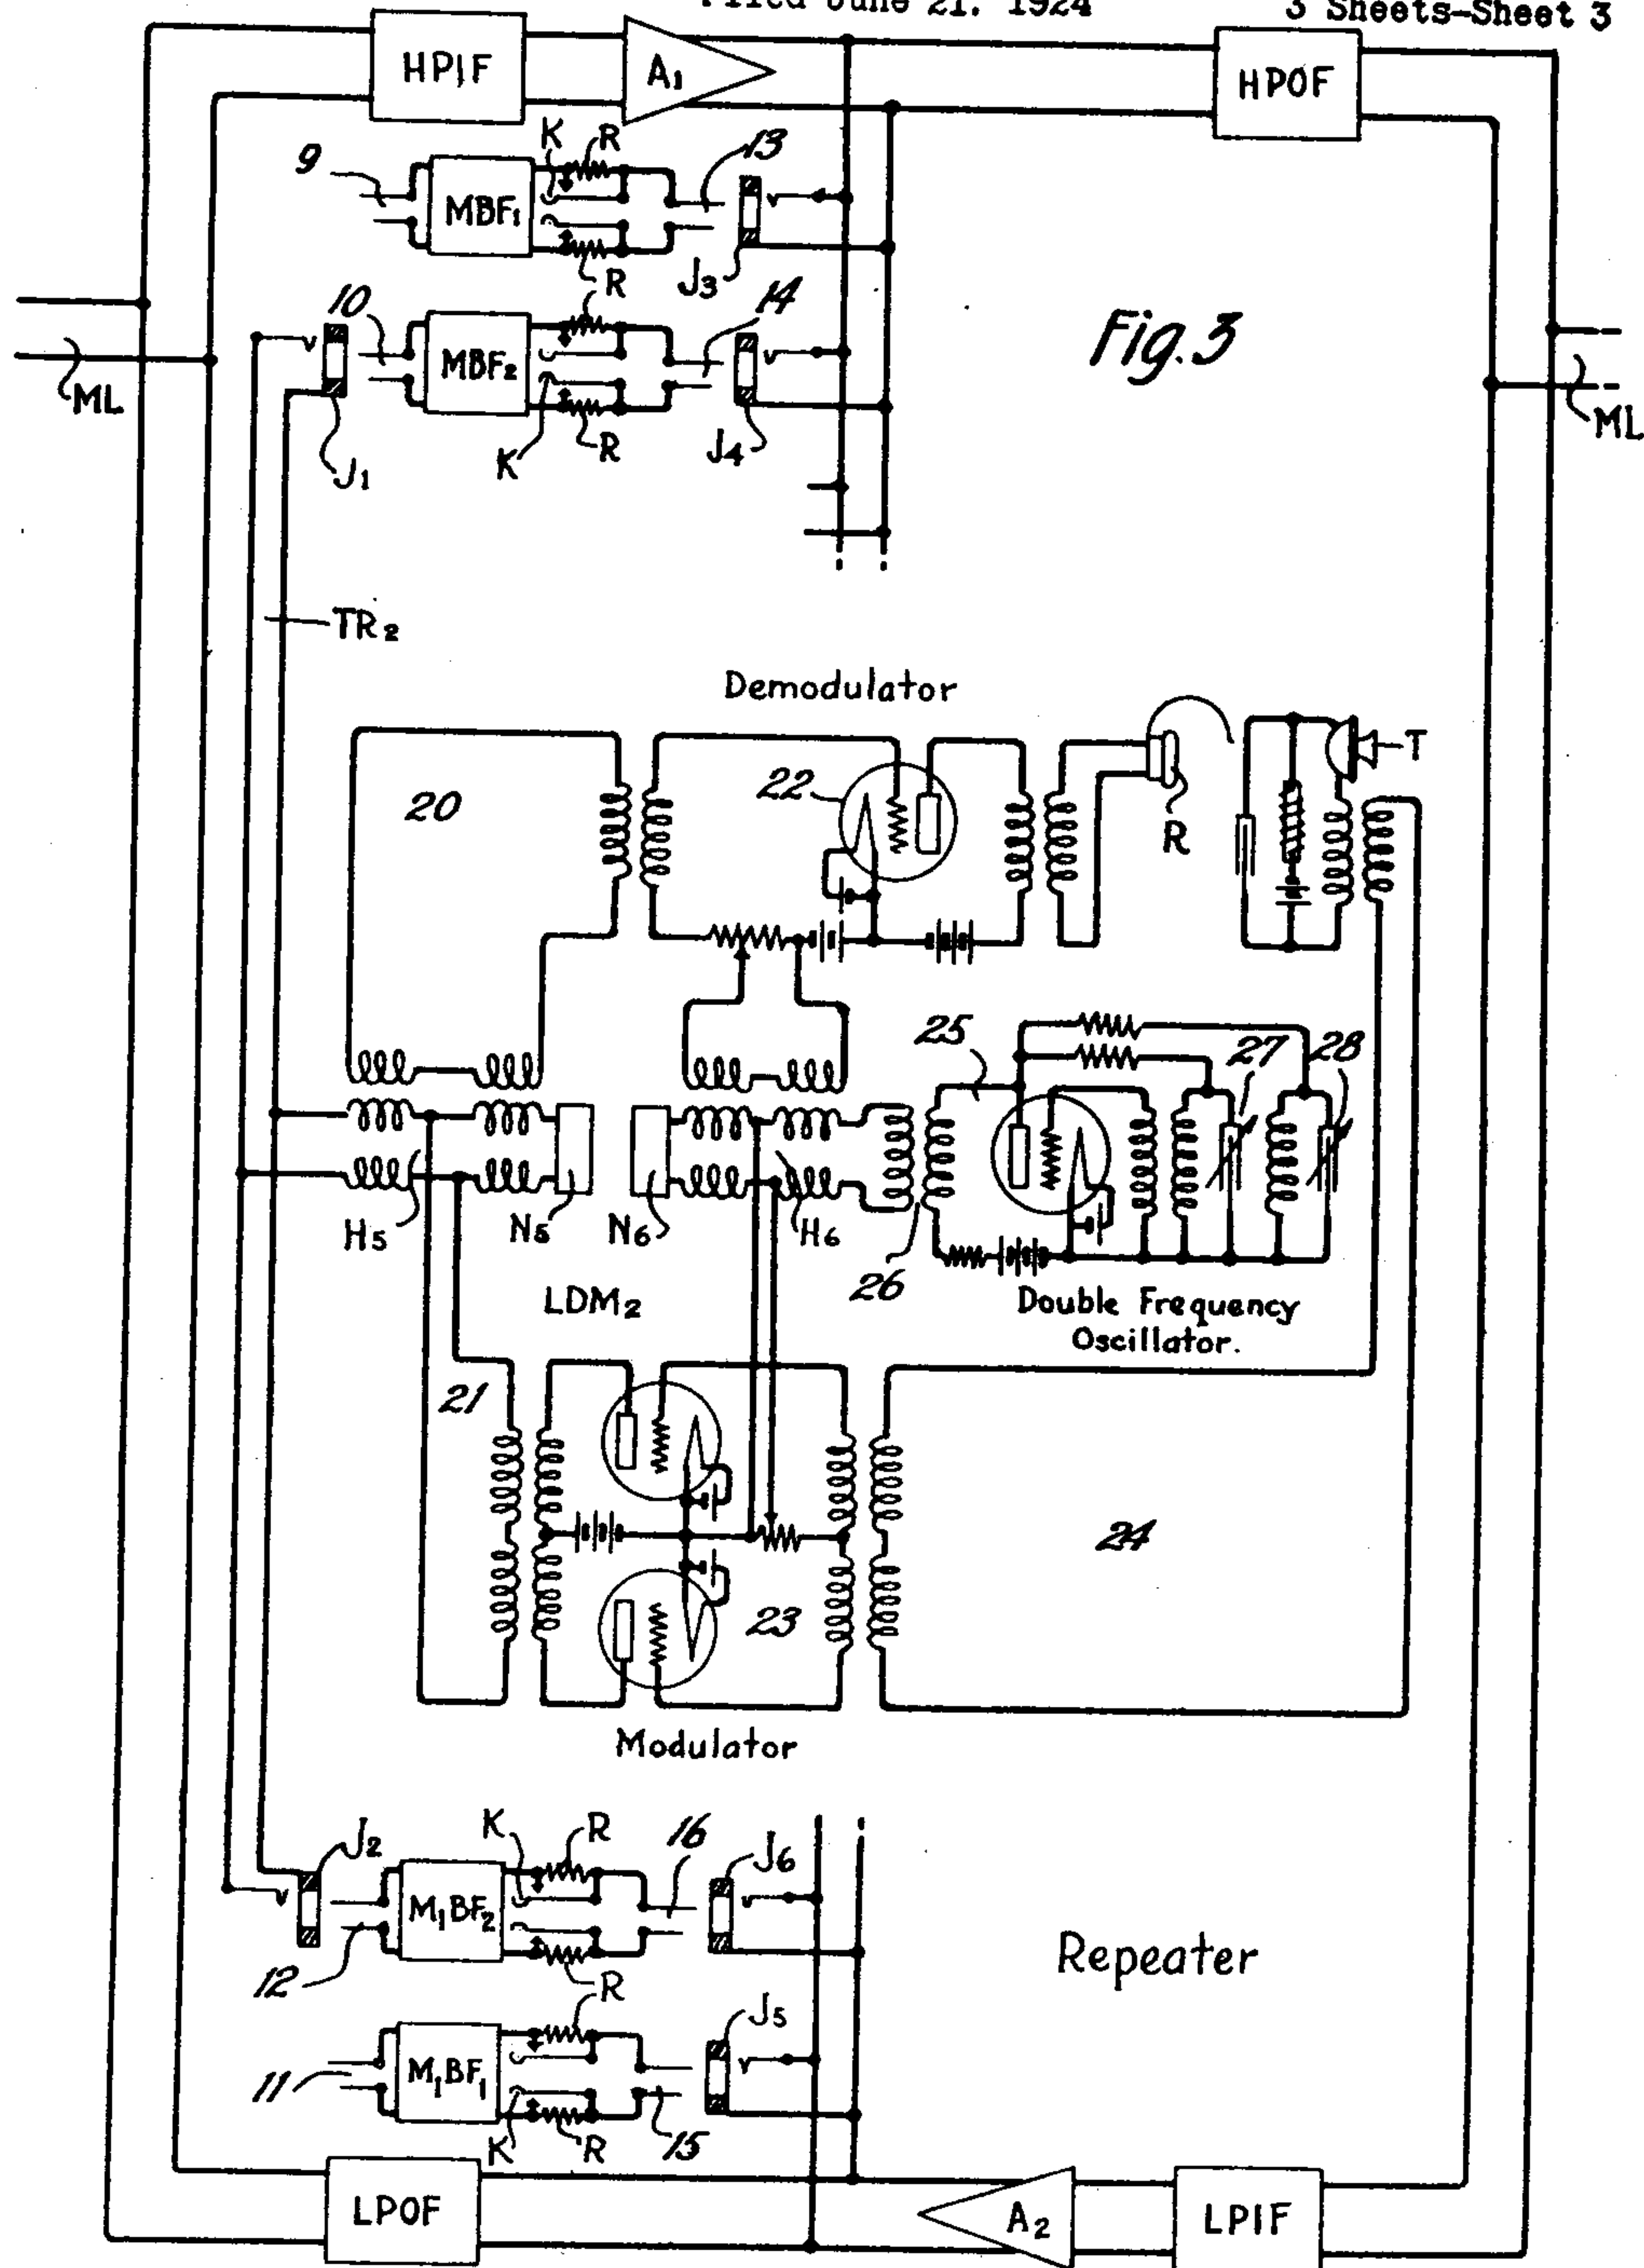 Filed June 21. 1924
3 Sheets-Sheet 3
HPIF
A1
HPOF
9
MBF1
K
R
13
R
J3
10
MBF2
R
14
K
R
J4
J1
ML
Fig. 3
ML
TR2
Demodulator
20
22
R
T
25
27
28
H5
N5
N6
H6
26
LDM2
Double Frequency
Oscillator.
21
23
24
Modulator
J2
K
R
16
J6
M1BF2
12
R
Repeater
J5
11
M1BF1
K
R
15
LPOF
A2
LPIF